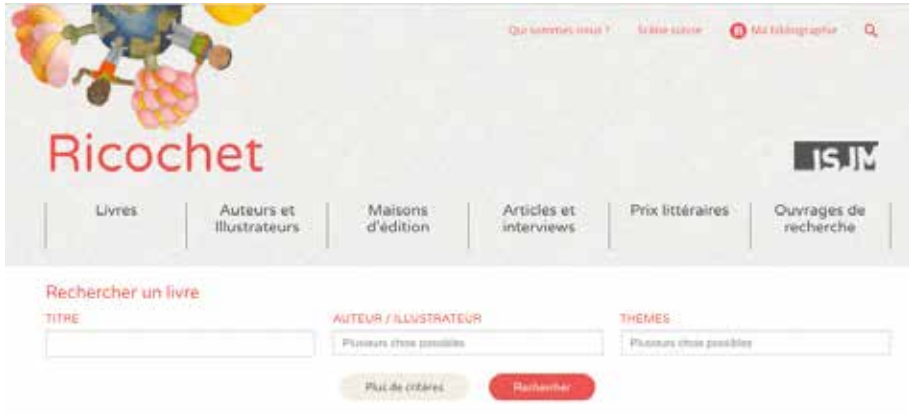 Qui sommes-nous ? Scène suisse Ma bibliographie
Ricochet
ISJM
Livres
Auteurs et
Illustrateurs
Maisons
d'édition
Articles et
interviews
Prix littéraires
Ouvrages de
recherche
Rechercher un livre
TITRE
AUTEUR / ILLUSTRATEUR
THEMES
Plusieurs choix possibles
Plusieurs choix possibles
Plus de critères
Rechercher